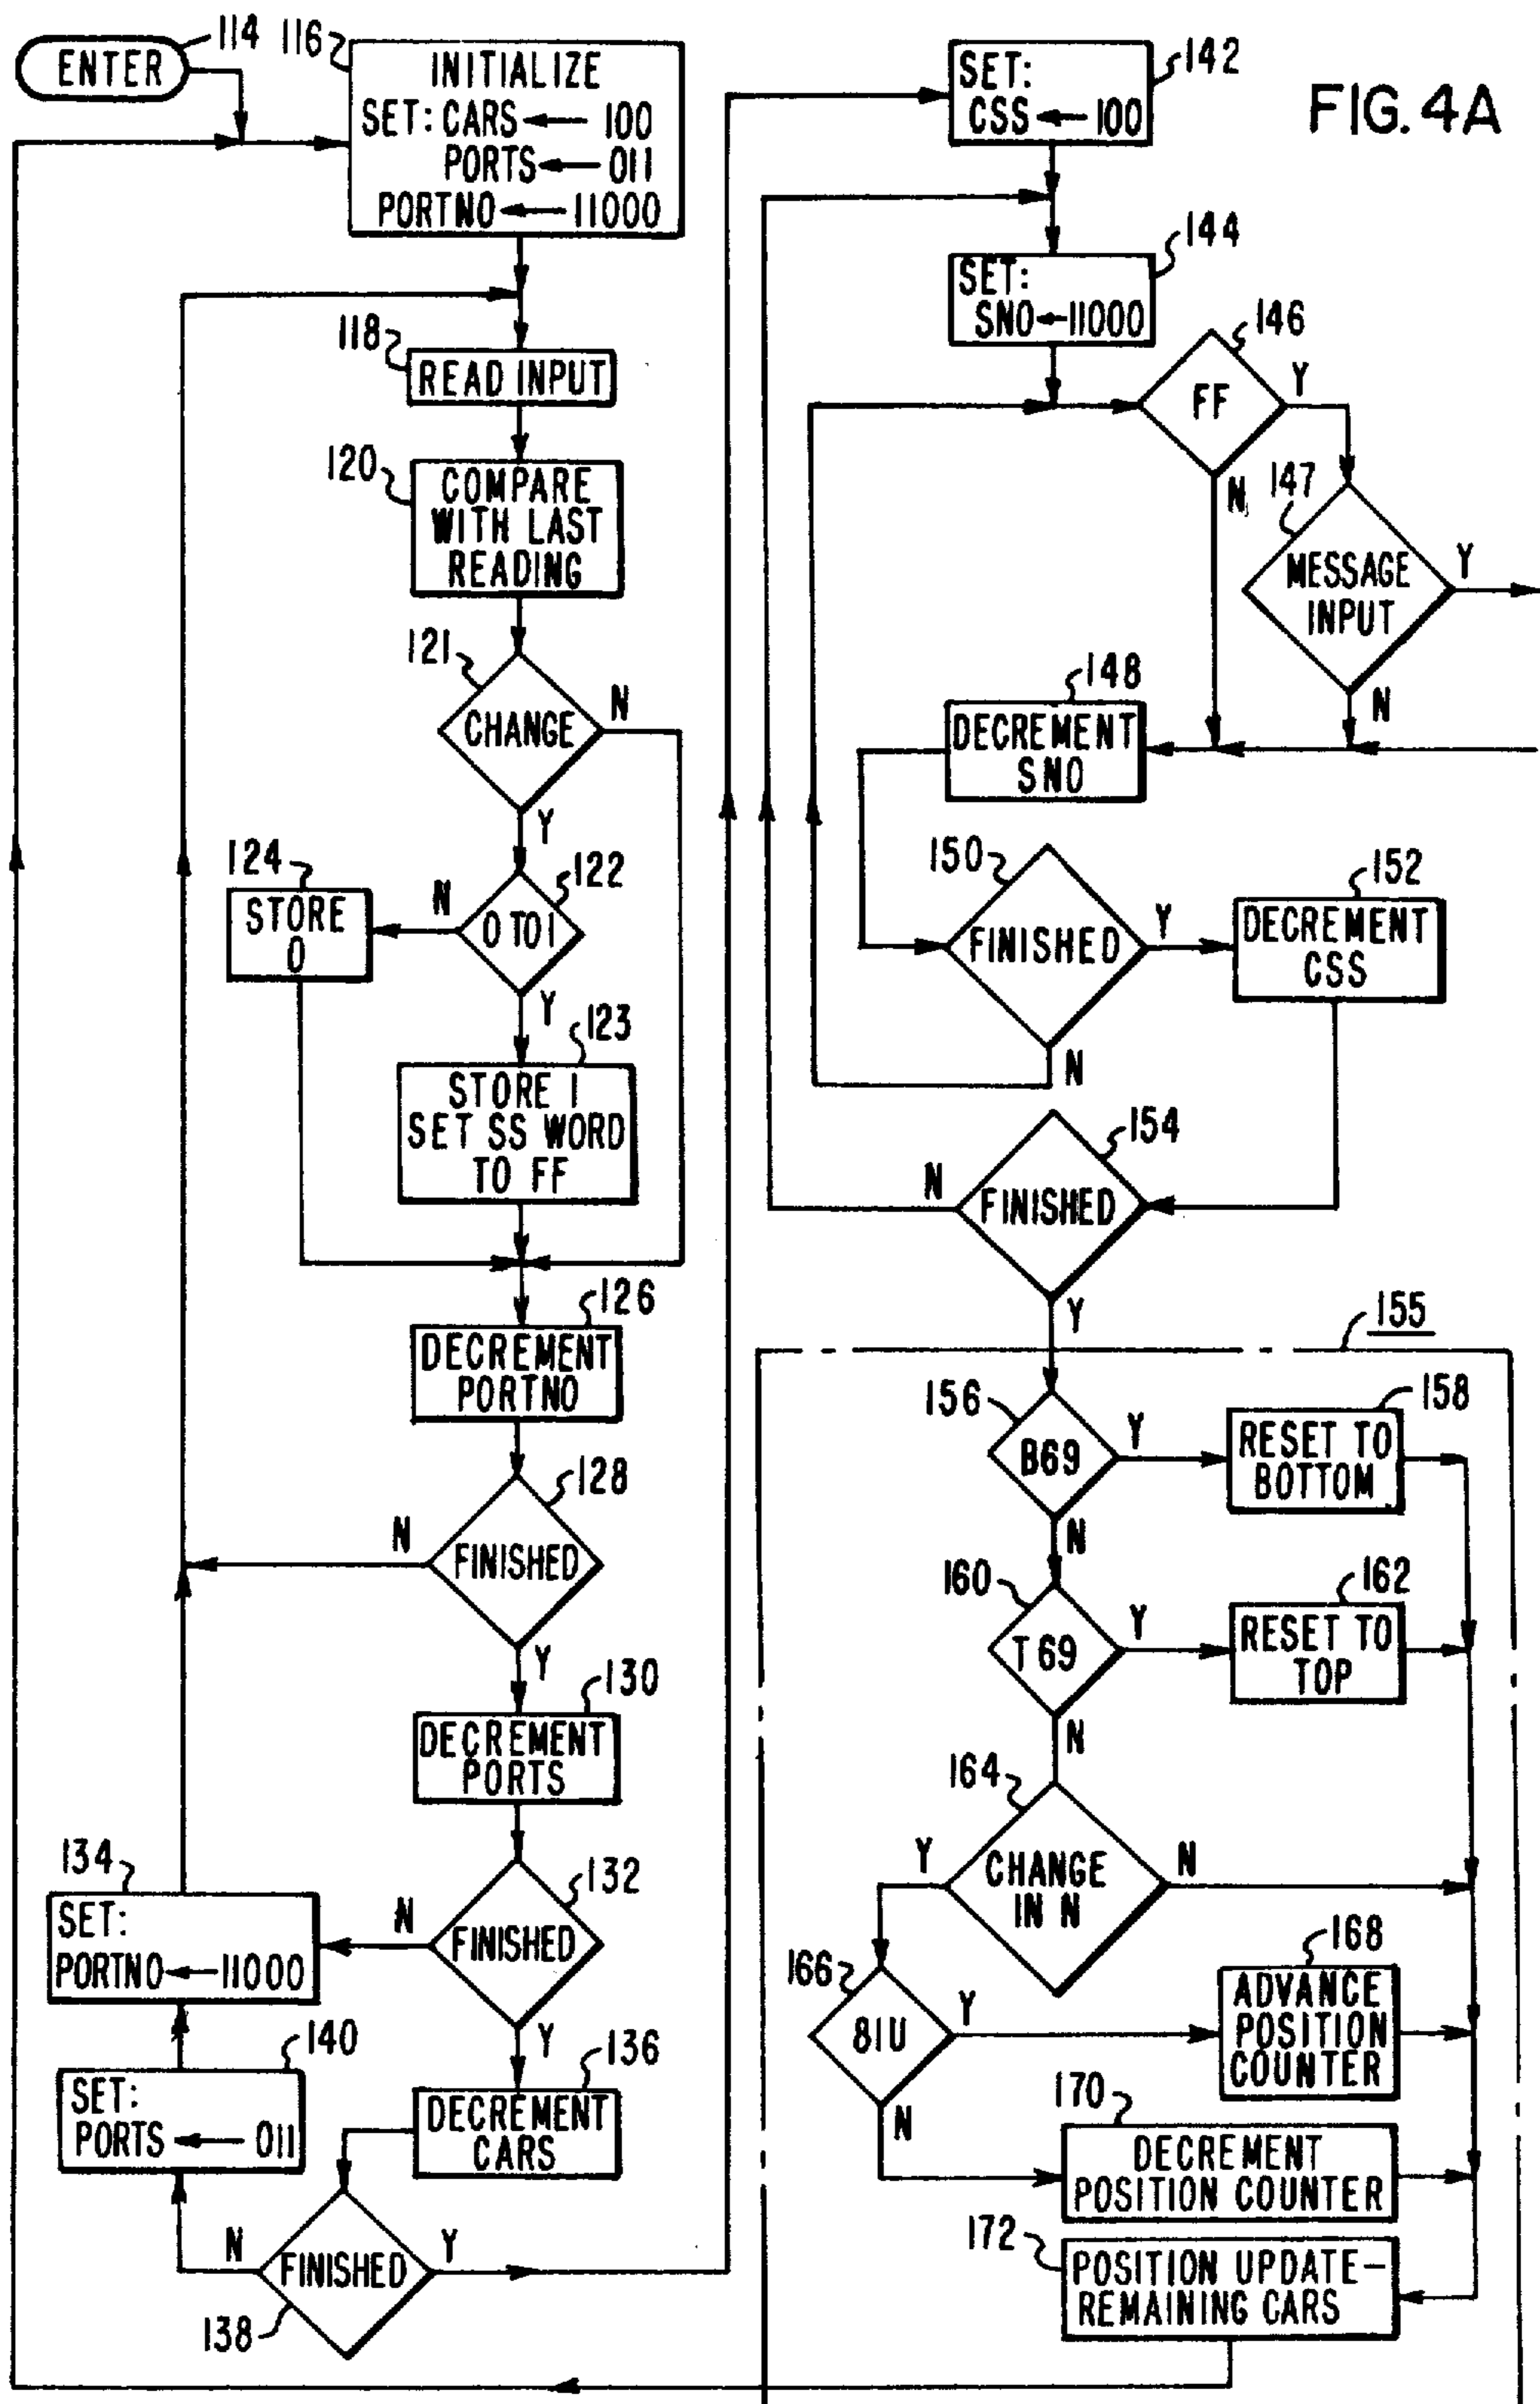 FIG. 4A
114
ENTER
116
INITIALIZE
SET: CARS ← 100
PORTS ← 011
PORTNO ← 11000
118
READ INPUT
120
COMPARE
WITH LAST
READING
121
CHANGE
N
Y
122
0 TO 1
N
Y
124
STORE
0
123
STORE 1
SET SS WORD
TO FF
126
DECREMENT
PORTNO
128
FINISHED
N
Y
130
DECREMENT
PORTS
132
FINISHED
N
Y
134
SET:
PORTNO ← 11000
136
DECREMENT
CARS
140
SET:
PORTS ← 011
138
FINISHED
N
Y
142
SET:
CSS ← 100
144
SET:
SNO ← 11000
146
FF
Y
N
147
MESSAGE
INPUT
Y
N
148
DECREMENT
SNO
150
FINISHED
Y
N
152
DECREMENT
CSS
154
FINISHED
N
Y
155
156
B69
Y
N
158
RESET TO
BOTTOM
160
T 69
Y
N
162
RESET TO
TOP
164
CHANGE
IN N
Y
N
166
81U
Y
N
168
ADVANCE
POSITION
COUNTER
170
DECREMENT
POSITION COUNTER
172
POSITION UPDATE-
REMAINING CARS